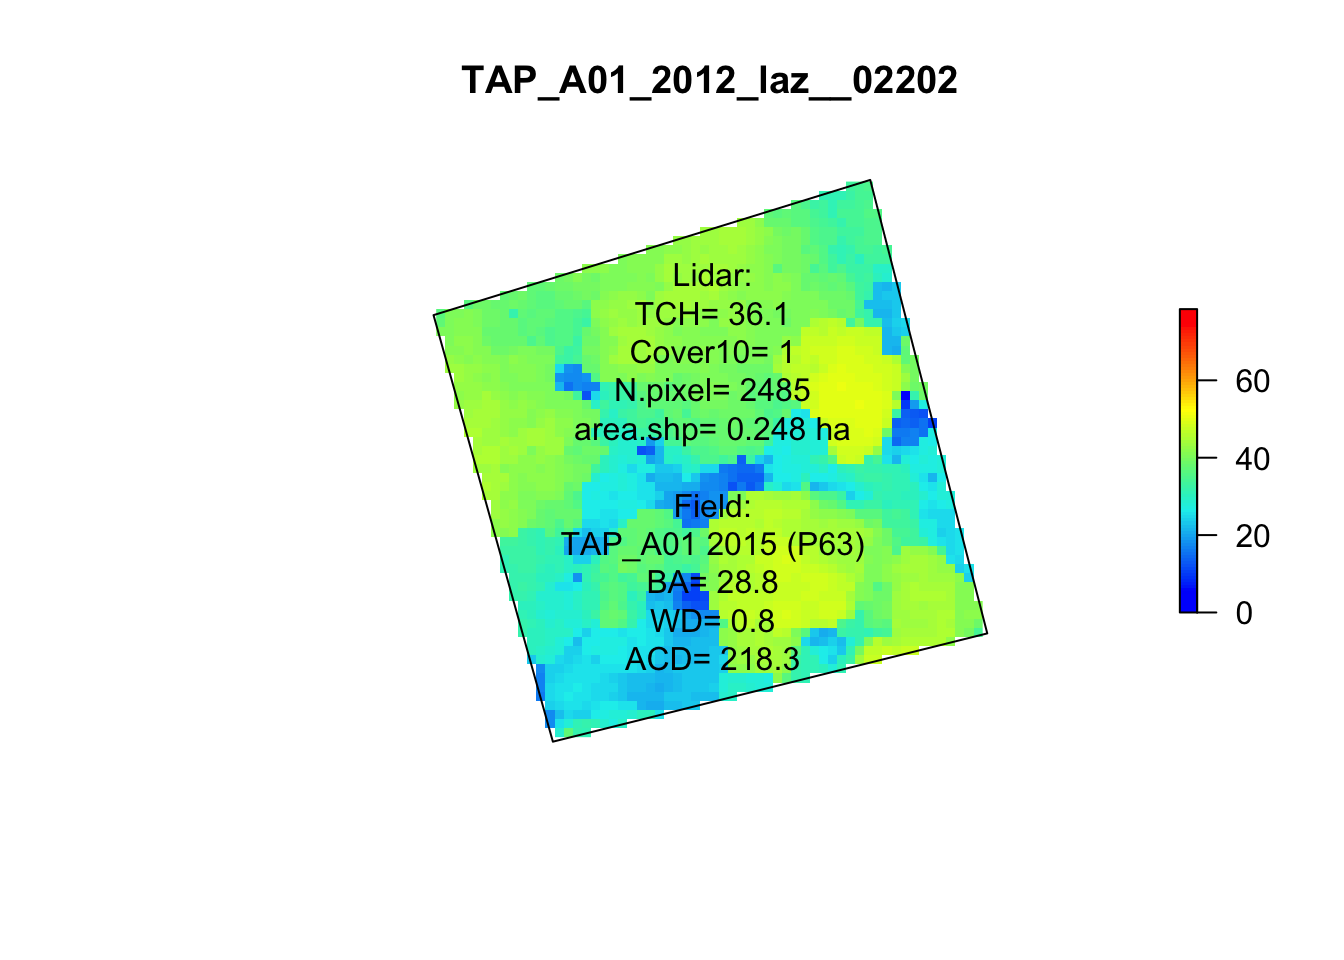 TAP_A01_2012_laz__02202
Lidar:
TCH= 36.1
Cover10= 1
N.pixel= 2485
area.shp= 0.248 ha
Field:
TAP_A01 2015 (P63)
BA= 28.8
WD= 0.8
ACD= 218.3
60
40
20
0